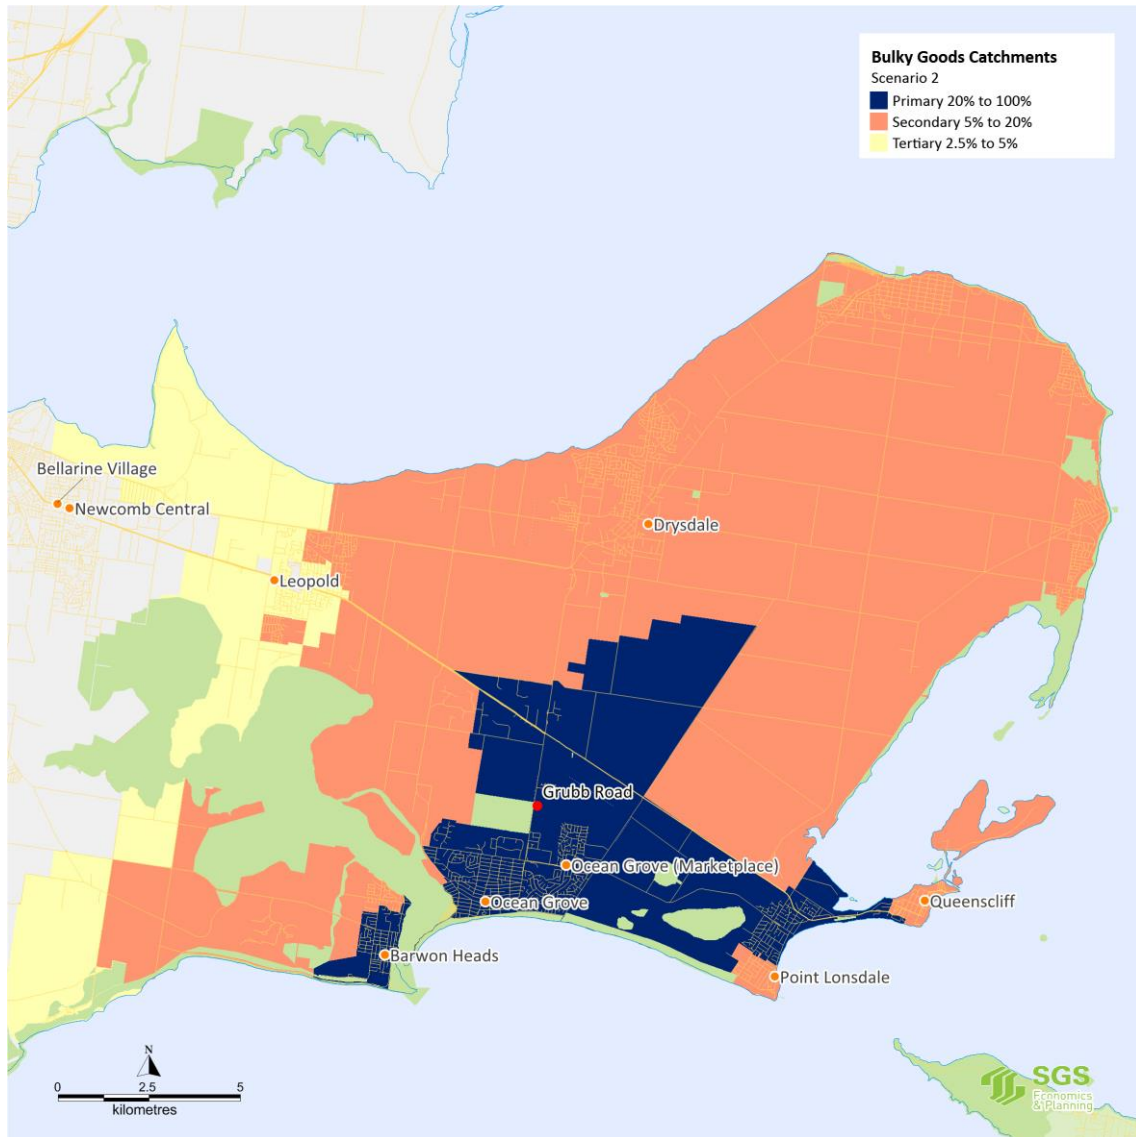 Bulky Goods Catchments
Scenario 2
Primary 20% to 100%
Secondary 5% to 20%
Tertiary 2.5% to 5%
Bellarine Village
Newcomb Central
Drysdale
Leopold
Grubb Road
Ocean Grove (Marketplace)
Ocean Grove
Queenscliff
Barwon Heads
Point Lonsdale
N
0 2.5 5
kilometres
SGS
Economics
& Planning